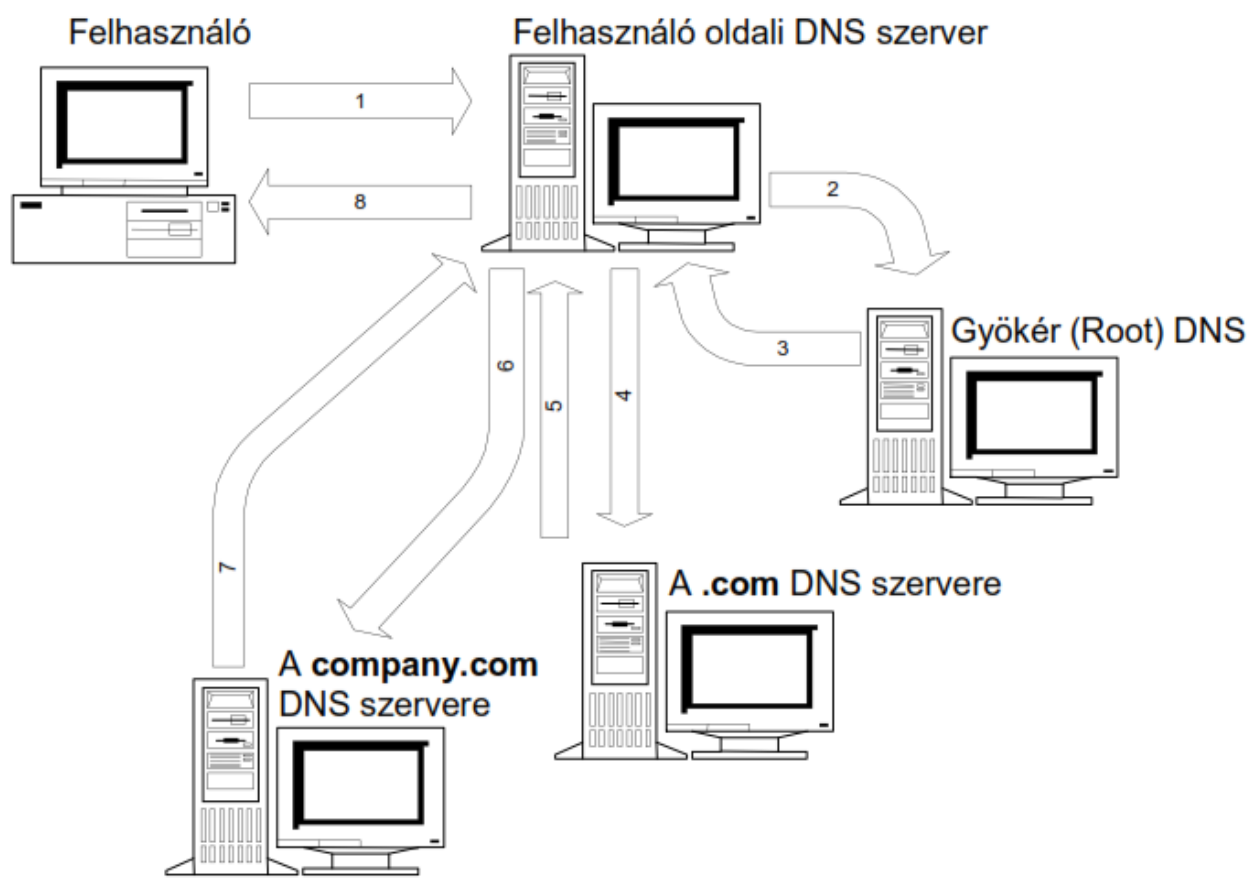 Felhasználó
Felhasználó oldali DNS szerver
1
8
2
Gyökér (Root) DNS
3
6
5
4
7
A .com DNS szervere
A company.com
DNS szervere